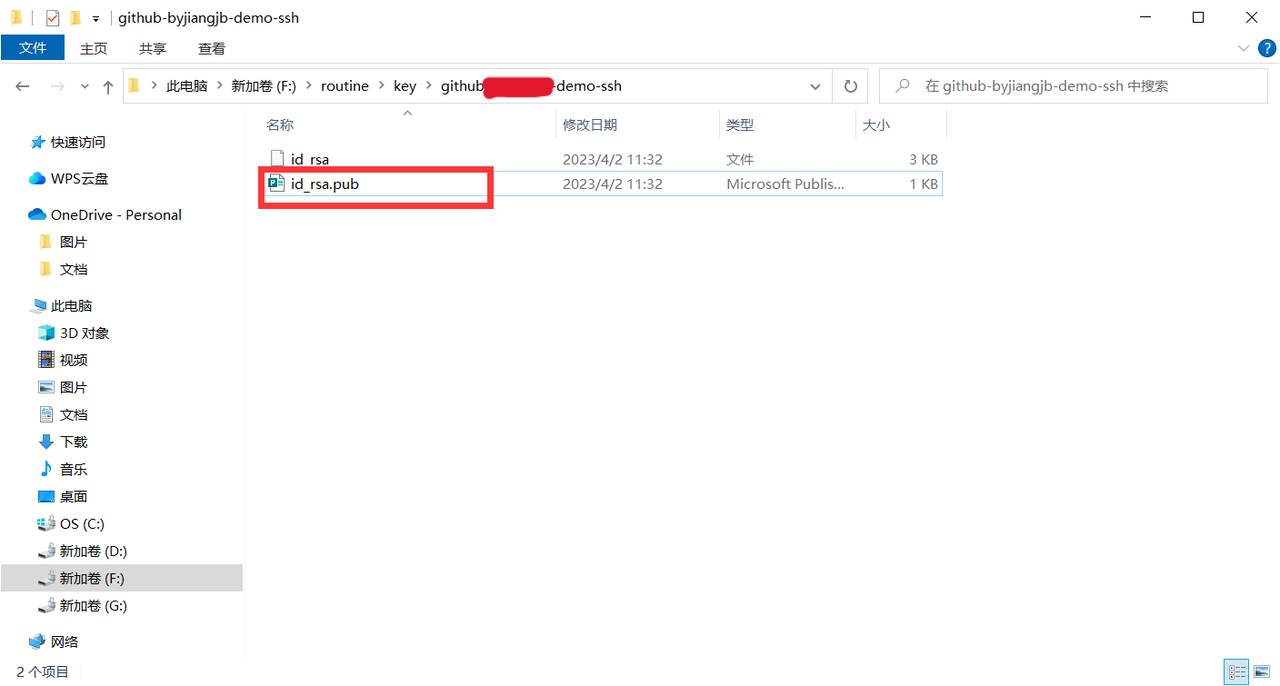 github-byjiangjb-demo-ssh
文件 主页 共享 查看 ?
此电脑 新加卷 (F:) routine key github -demo-ssh 在 github-byjiangjb-demo-ssh 中搜索
名称 修改日期 类型 大小
id_rsa 2023/4/2 11:32 文件 3 KB
id_rsa.pub 2023/4/2 11:32 Microsoft Publis... 1 KB
快速访问
WPS云盘
OneDrive - Personal
图片
文档
此电脑
3D 对象
视频
图片
文档
下载
音乐
桌面
OS (C:)
新加卷 (D:)
新加卷 (F:)
新加卷 (G:)
网络
2 个项目